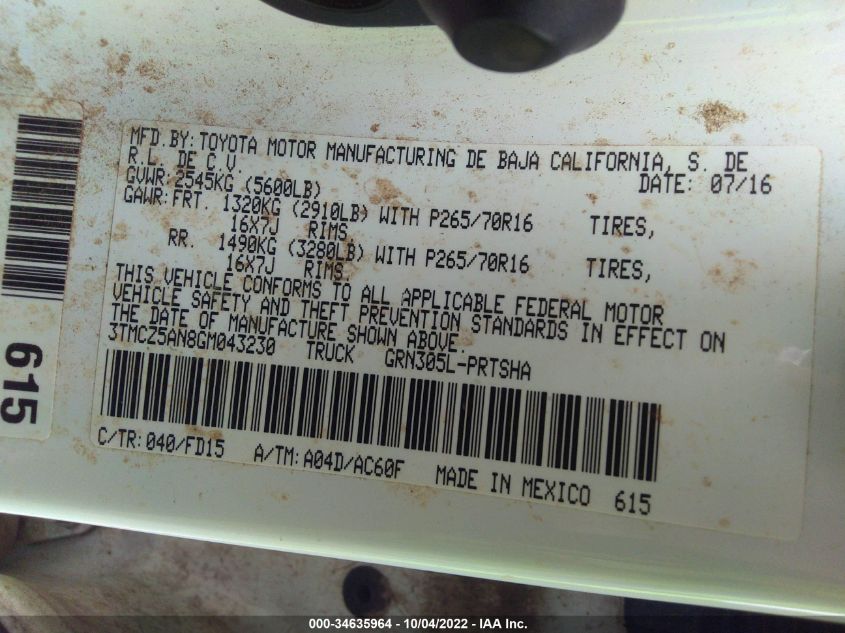 MFD.BY:TOYOTA MOTOR MANUFACTURING DE BAJA CALIFORNIA, S. DE
R.L. DE C.V. DATE: 07/16
GVWR:2545KG (5600LB)
GAWR:FRT. 1320KG (2910LB) WITH P265/70R16 TIRES,
16X7J RIMS
RR. 1490KG (3280LB) WITH P265/70R16 TIRES,
16X7J RIMS.
THIS VEHICLE CONFORMS TO ALL APPLICABLE FEDERAL MOTOR
VEHICLE SAFETY AND THEFT PREVENTION STANDARDS IN EFFECT ON
THE DATE OF MANUFACTURE SHOWN ABOVE.
3TMCZ5AN8GM043230 TRUCK GRN305L-PRTSHA
C/TR:040/FD15 A/TM:A04D/AC60F MADE IN MEXICO 615
615
000-34635964 - 10/04/2022 - IAA Inc.